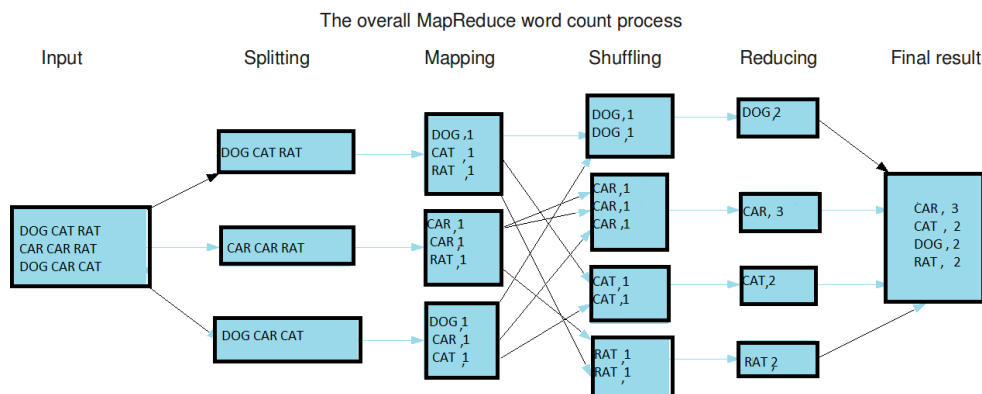 The overall MapReduce word count process
Input
Splitting
Mapping
Shuffling
Reducing
Final result
DOG CAT RAT
CAR CAR RAT
DOG CAR CAT
DOG CAT RAT
CAR CAR RAT
DOG CAR CAT
DOG ,1
CAT ,1
RAT ,1
CAR ,1
CAR,1
RAT ,1
DOG,1
CAR ,1
CAT ,1
DOG ,1
DOG ,1
CAR ,1
CAR ,1
CAR ,1
CAT ,1
CAT ,1
RAT ,1
RAT ,1
DOG,2
CAR, 3
CAT,2
RAT,2
CAR , 3
CAT , 2
DOG , 2
RAT , 2